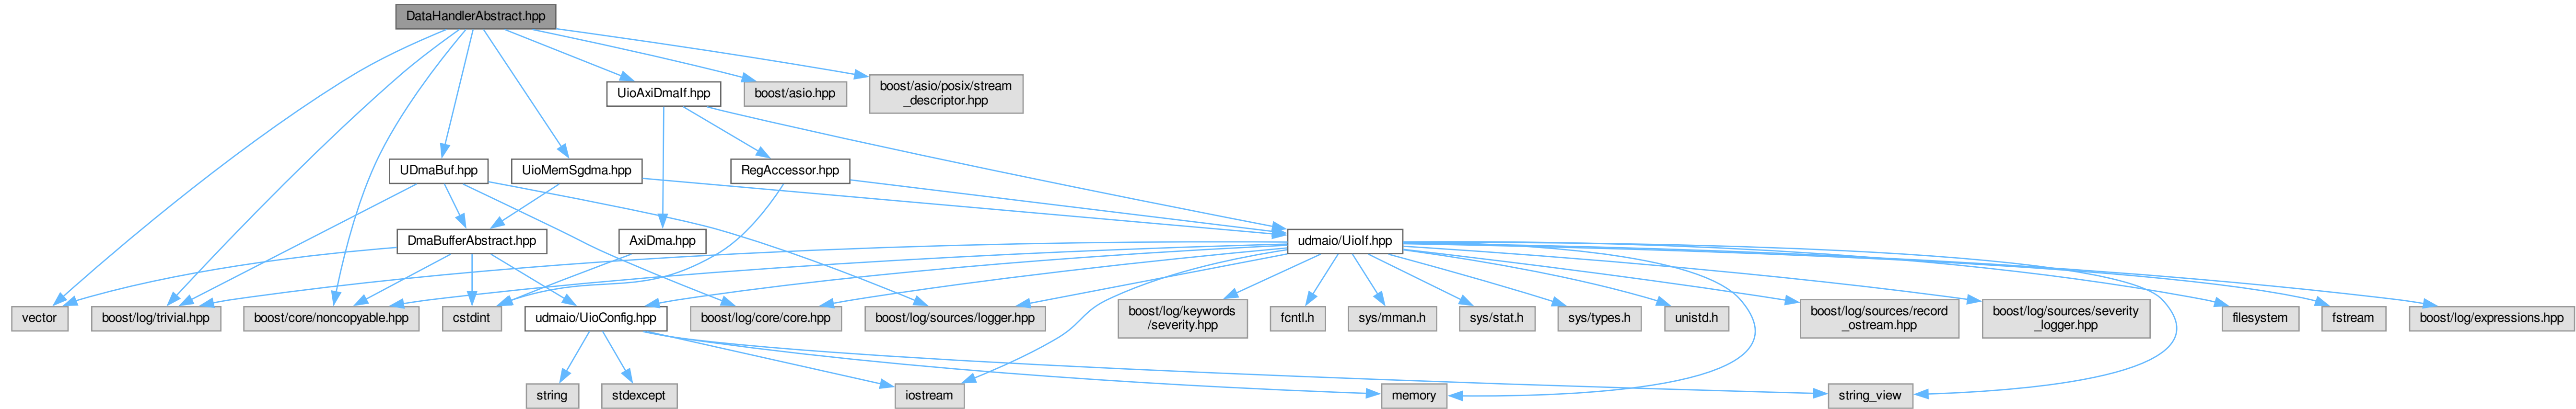 DataHandlerAbstract.hpp
UioAxiDmaIf.hpp
boost/asio.hpp
boost/asio/posix/stream
_descriptor.hpp
UDmaBuf.hpp
UioMemSgdma.hpp
RegAccessor.hpp
DmaBufferAbstract.hpp
AxiDma.hpp
udmaio/UioIf.hpp
vector
boost/log/trivial.hpp
boost/core/noncopyable.hpp
cstdint
udmaio/UioConfig.hpp
boost/log/core/core.hpp
boost/log/sources/logger.hpp
boost/log/keywords
/severity.hpp
fcntl.h
sys/mman.h
sys/stat.h
sys/types.h
unistd.h
boost/log/sources/record
_ostream.hpp
boost/log/sources/severity
_logger.hpp
filesystem
fstream
boost/log/expressions.hpp
string
stdexcept
iostream
memory
string_view